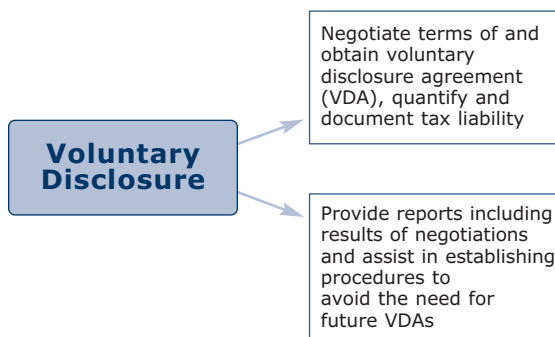 Negotiate terms of and
obtain voluntary
disclosure agreement
(VDA), quantify and
document tax liability
Voluntary
Disclosure
Provide reports including
results of negotiations
and assist in establishing
procedures to
avoid the need for
future VDAs